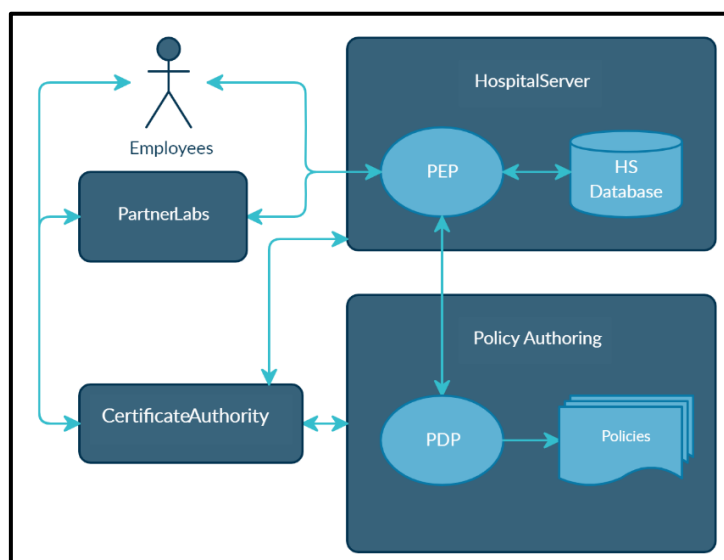 HospitalServer
Employees
PEP
HS
Database
PartnerLabs
Policy Authoring
CertificateAuthority
PDP
Policies